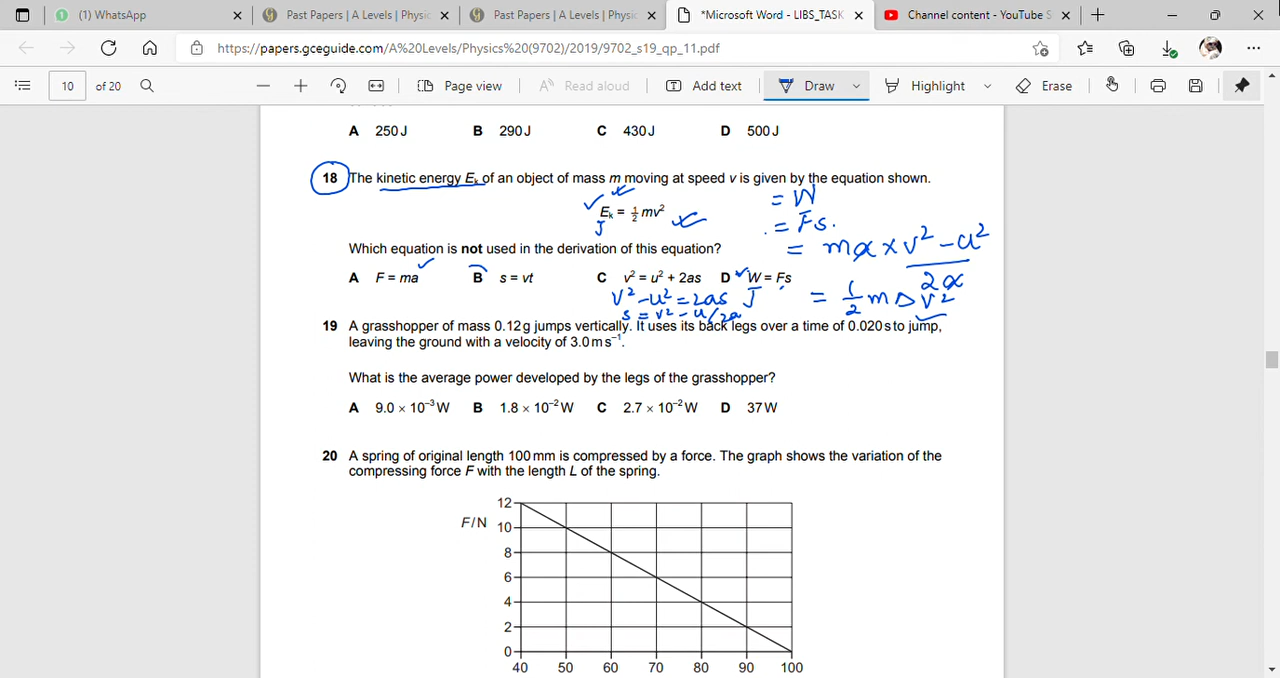 (1) WhatsApp
Past Papers | A Levels | Physic
Past Papers | A Levels | Physic
*Microsoft Word - LIBS_TASK
Channel content - YouTube S
https://papers.gceguide.com/A%20Levels/Physics%20(9702)/2019/9702_s19_qp_11.pdf
10 of 20 Page view Read aloud Add text Draw Highlight Erase
A 250 J B 290 J C 430 J D 500 J
18 The kinetic energy Eₖ of an object of mass m moving at speed v is given by the equation shown.
= W
Eₖ = ½ mv²
J
= Fs.
Which equation is not used in the derivation of this equation?
= ma × v² – u² / 2a
A F = ma B s = vt C v² = u² + 2as D W = Fs
v² – u² = 2as J
= 1/2 m Δ v²
s = v² – u/2a
19 A grasshopper of mass 0.12 g jumps vertically. It uses its back legs over a time of 0.020 s to jump,
leaving the ground with a velocity of 3.0 m s⁻¹.
What is the average power developed by the legs of the grasshopper?
A 9.0 × 10⁻³ W B 1.8 × 10⁻² W C 2.7 × 10⁻² W D 37 W
20 A spring of original length 100 mm is compressed by a force. The graph shows the variation of the
compressing force F with the length L of the spring.
12
F / N
10
8
6
4
2
0
40 50 60 70 80 90 100